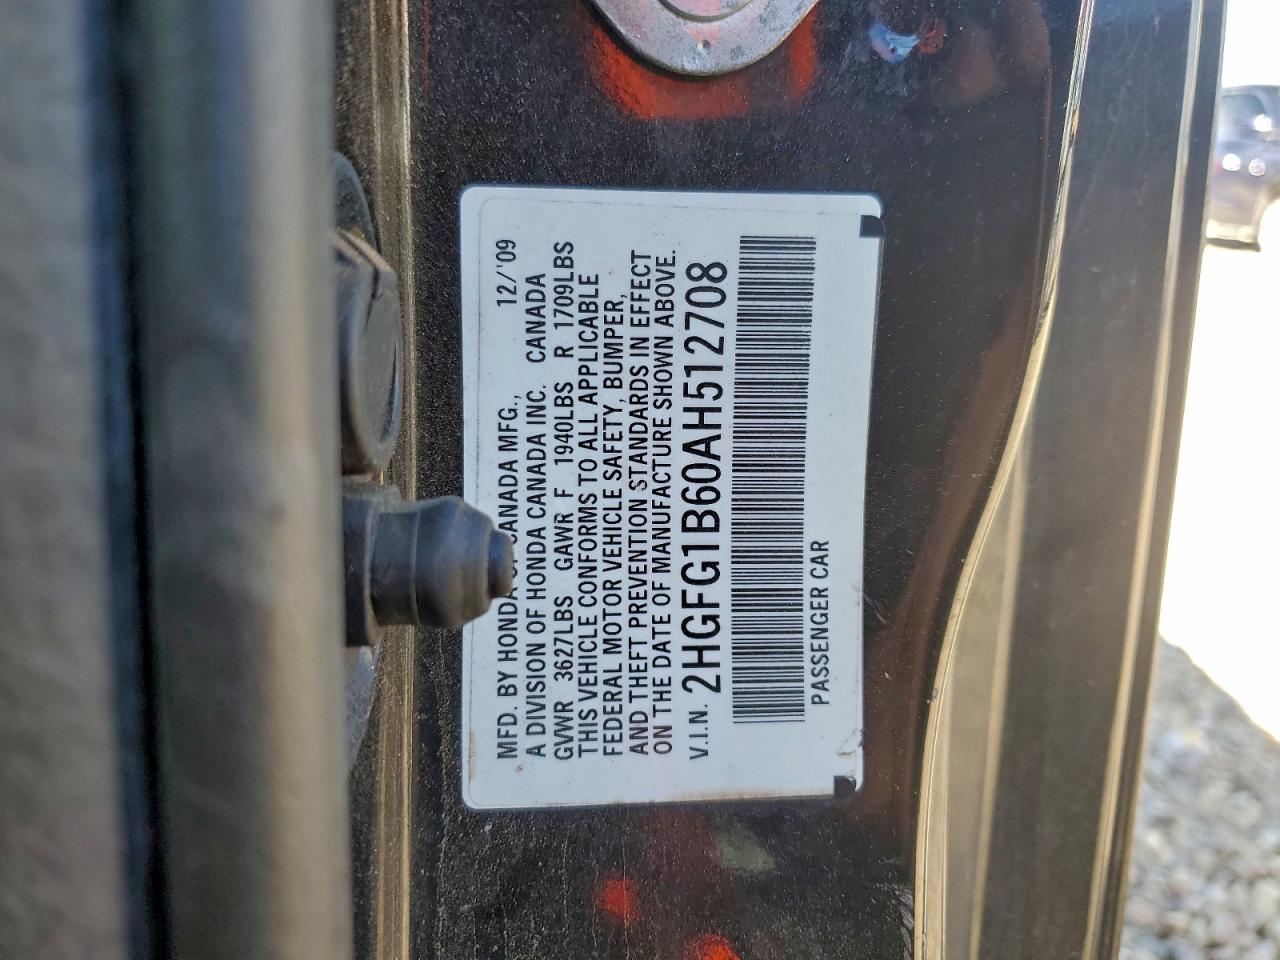 MFD. BY HONDA OF CANADA MFG., 12/'09
A DIVISION OF HONDA CANADA INC. CANADA
GVWR 3627LBS GAWR F 1940LBS R 1709LBS
THIS VEHICLE CONFORMS TO ALL APPLICABLE
FEDERAL MOTOR VEHICLE SAFETY, BUMPER,
AND THEFT PREVENTION STANDARDS IN EFFECT
ON THE DATE OF MANUFACTURE SHOWN ABOVE.
V.I.N. 2HGFG1B60AH512708
PASSENGER CAR